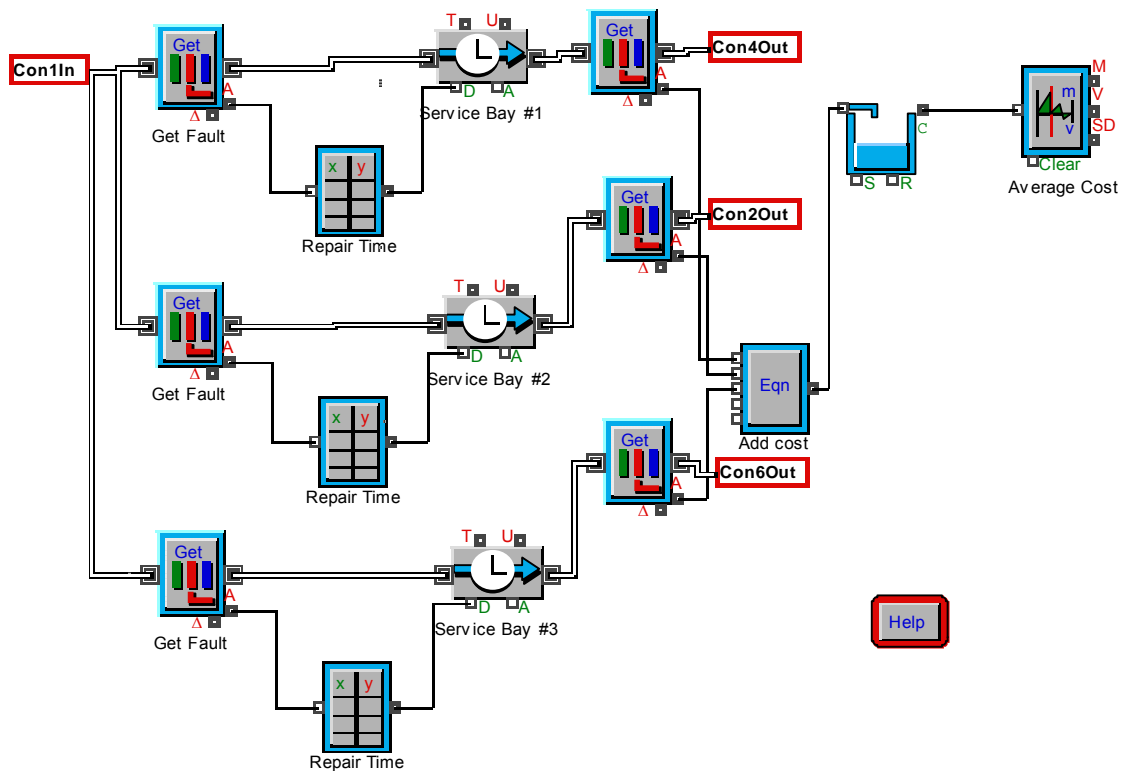 Con1In
Get
A
Δ
Get Fault
T U
D A
Service Bay #1
x y
Repair Time
Get
A
Δ
Con4Out
Get
A
Δ
Get Fault
T U
D A
Service Bay #2
x y
Repair Time
Get
A
Δ
Con2Out
Get
A
Δ
Get Fault
T U
D A
Service Bay #3
x y
Repair Time
Get
A
Δ
Con6Out
Eqn
Add cost
C
S R
m
v
M
V
SD
Clear
Average Cost
Help